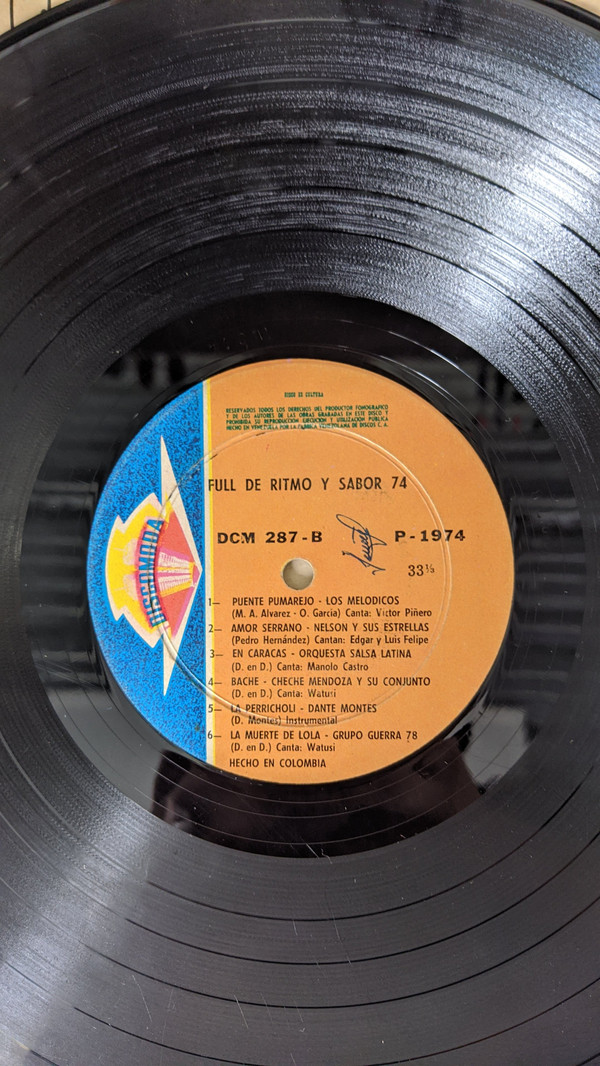 DISCO ES CULTURA
RESERVADOS TODOS LOS DERECHOS DEL PRODUCTOR FONOGRAFICO
Y DE LOS AUTORES DE LAS OBRAS GRABADAS EN ESTE DISCO Y
PROHIBIDA SU REPRODUCCION EJECUCION Y UTILIZACION PUBLICA
HECHO EN VENEZUELA POR LA FABRICA VENEZOLANA DE DISCOS C. A.
FULL DE RITMO Y SABOR 74
DCM 287-B P-1974
33⅓
DISCOMODA
1— PUENTE PUMAREJO - LOS MELODICOS
(M. A. Alvarez - O. Garcia) Canta: Victor Piñero
2— AMOR SERRANO - NELSON Y SUS ESTRELLAS
(Pedro Hernández) Cantan: Edgar y Luis Felipe
3— EN CARACAS - ORQUESTA SALSA LATINA
(D. en D.) Canta: Manolo Castro
4— BACHE - CHECHE MENDOZA Y SU CONJUNTO
(D. en D.) Canta: Watusi
5— LA PERRICHOLI - DANTE MONTES
(D. Montes) Instrumental
6— LA MUERTE DE LOLA - GRUPO GUERRA 78
(D. en D.) Canta: Watusi
HECHO EN COLOMBIA